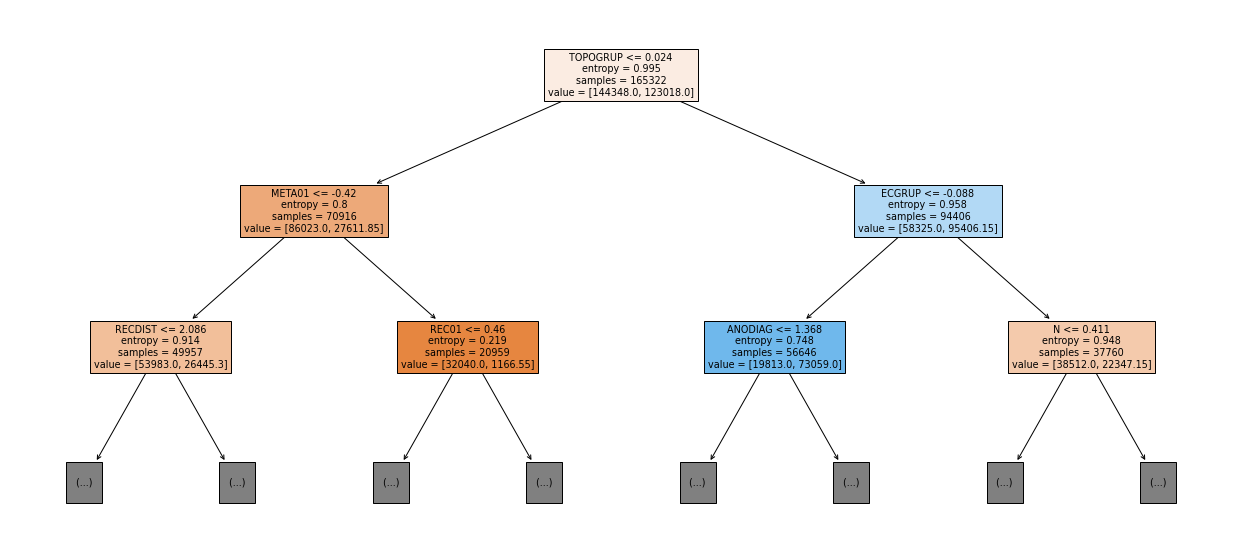 TOPOGRUP <= 0.024
entropy = 0.995
samples = 165322
value = [144348.0, 123018.0]
META01 <= -0.42
entropy = 0.8
samples = 70916
value = [86023.0, 27611.85]
ECGRUP <= -0.088
entropy = 0.958
samples = 94406
value = [58325.0, 95406.15]
RECDIST <= 2.086
entropy = 0.914
samples = 49957
value = [53983.0, 26445.3]
REC01 <= 0.46
entropy = 0.219
samples = 20959
value = [32040.0, 1166.55]
ANODIAG <= 1.368
entropy = 0.748
samples = 56646
value = [19813.0, 73059.0]
N <= 0.411
entropy = 0.948
samples = 37760
value = [38512.0, 22347.15]
(...)
(...)
(...)
(...)
(...)
(...)
(...)
(...)